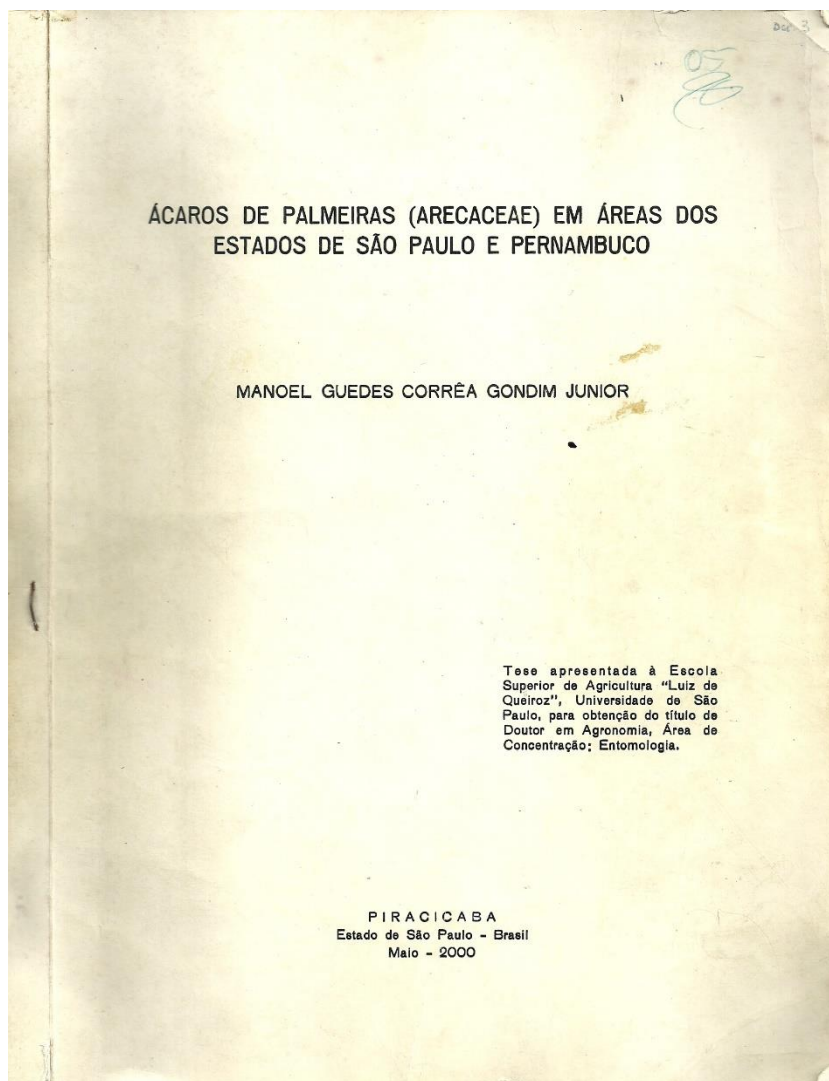 ÁCAROS DE PALMEIRAS (ARECACEAE) EM ÁREAS DOS
ESTADOS DE SÃO PAULO E PERNAMBUCO
MANOEL GUEDES CORRÊA GONDIM JUNIOR
Tese apresentada à Escola
Superior de Agricultura “Luiz de
Queiroz”, Universidade de São
Paulo, para obtenção do título de
Doutor em Agronomia, Área de
Concentração: Entomologia.
PIRACICABA
Estado de São Paulo - Brasil
Maio - 2000